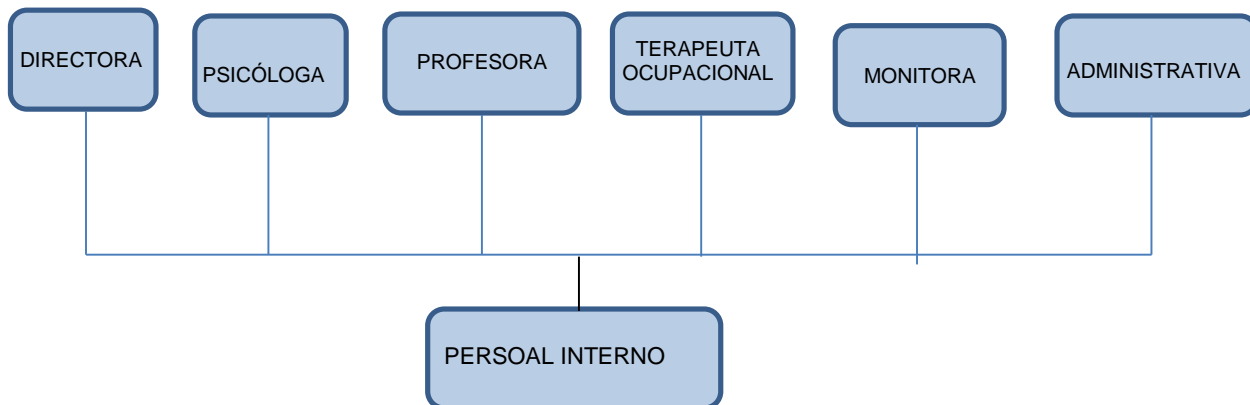 DIRECTORA
PSICÓLOGA
PROFESORA
TERAPEUTA
OCUPACIONAL
MONITORA
ADMINISTRATIVA
PERSOAL INTERNO